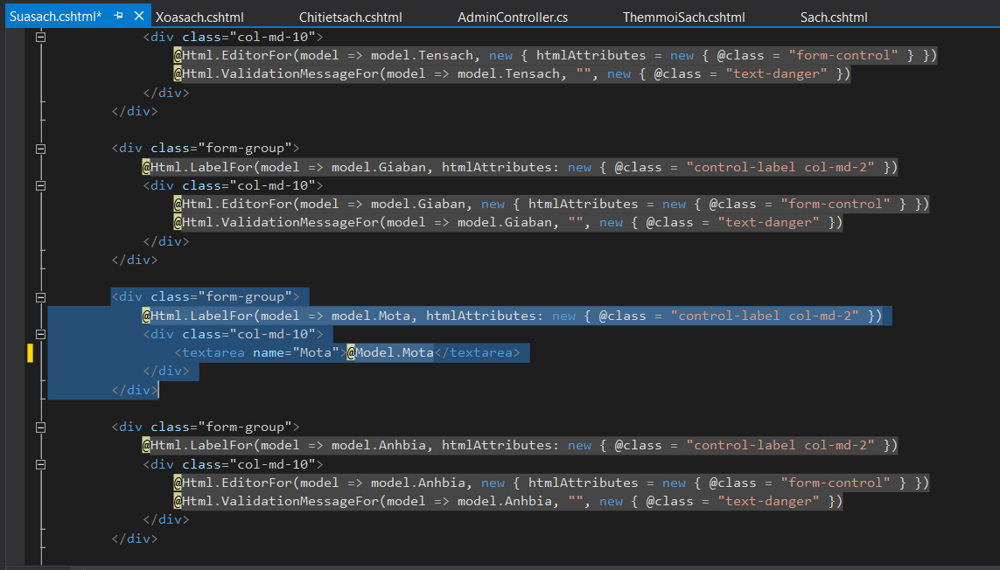 Suasach.cshtml* Xoasach.cshtml Chitietsach.cshtml AdminController.cs ThemmoiSach.cshtml Sach.cshtml
<div class="col-md-10">
@Html.EditorFor(model => model.Tensach, new { htmlAttributes = new { @class = "form-control" } })
@Html.ValidationMessageFor(model => model.Tensach, "", new { @class = "text-danger" })
</div>
</div>
<div class="form-group">
@Html.LabelFor(model => model.Giaban, htmlAttributes: new { @class = "control-label col-md-2" })
<div class="col-md-10">
@Html.EditorFor(model => model.Giaban, new { htmlAttributes = new { @class = "form-control" } })
@Html.ValidationMessageFor(model => model.Giaban, "", new { @class = "text-danger" })
</div>
</div>
<div class="form-group">
@Html.LabelFor(model => model.Mota, htmlAttributes: new { @class = "control-label col-md-2" })
<div class="col-md-10">
<textarea name="Mota">@Model.Mota</textarea>
</div>
</div>
<div class="form-group">
@Html.LabelFor(model => model.Anhbia, htmlAttributes: new { @class = "control-label col-md-2" })
<div class="col-md-10">
@Html.EditorFor(model => model.Anhbia, new { htmlAttributes = new { @class = "form-control" } })
@Html.ValidationMessageFor(model => model.Anhbia, "", new { @class = "text-danger" })
</div>
</div>